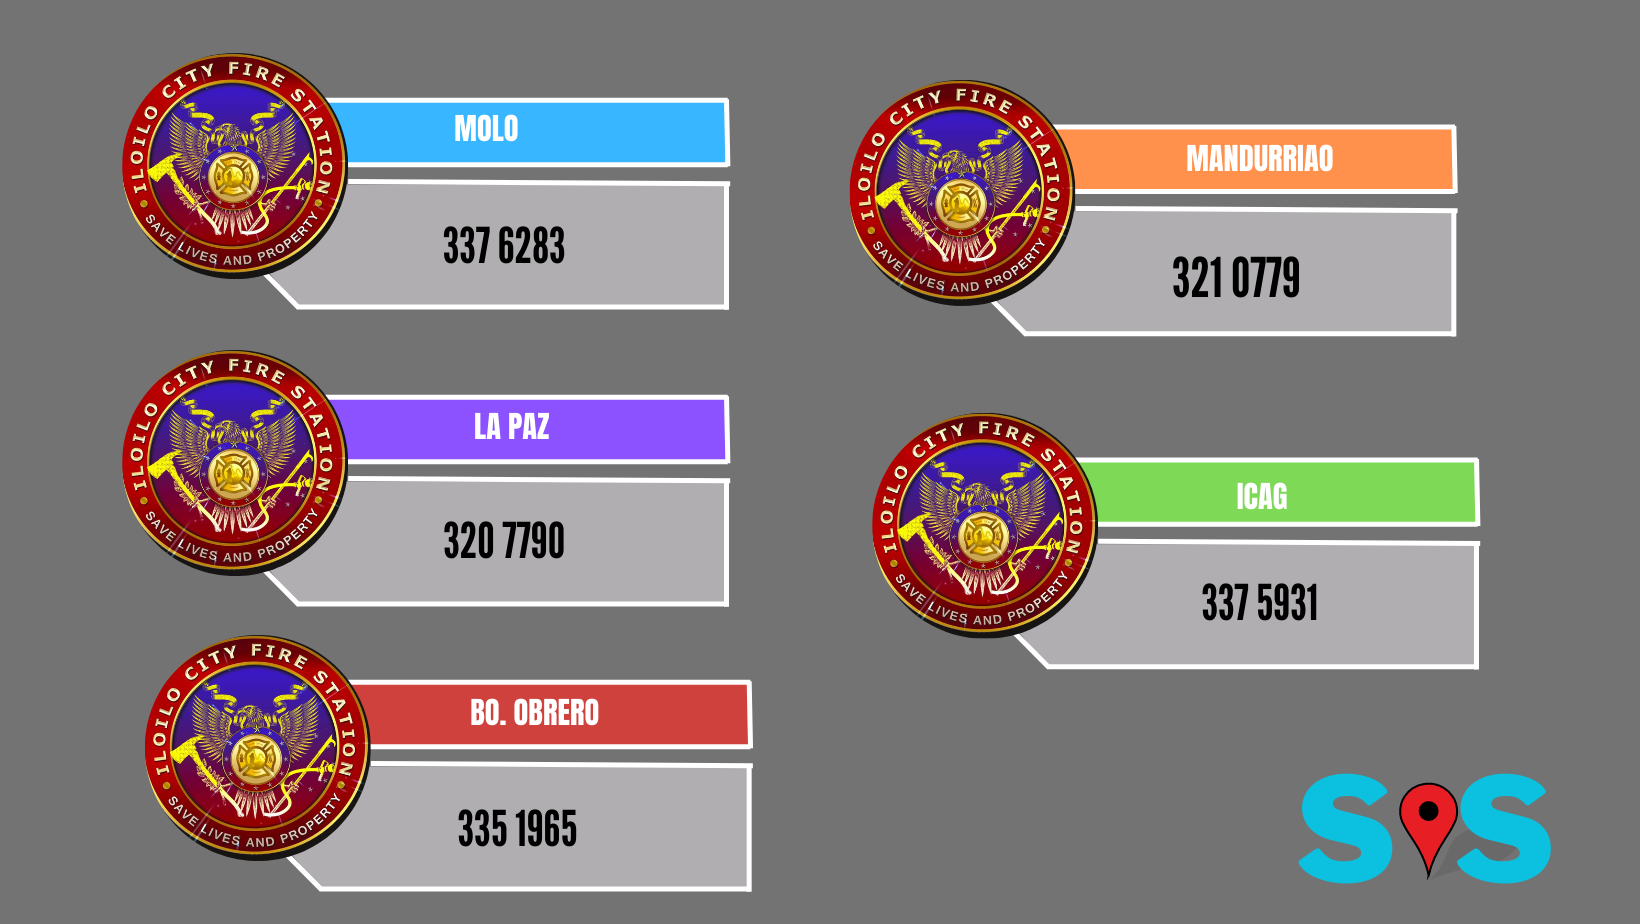 ILOILO CITY FIRE STATION
SAVE LIVES AND PROPERTY
MOLO
337 6283
ILOILO CITY FIRE STATION
SAVE LIVES AND PROPERTY
LA PAZ
320 7790
ILOILO CITY FIRE STATION
SAVE LIVES AND PROPERTY
BO. OBRERO
335 1965
ILOILO CITY FIRE STATION
SAVE LIVES AND PROPERTY
MANDURRIAO
321 0779
ILOILO CITY FIRE STATION
SAVE LIVES AND PROPERTY
ICAG
337 5931
SOS